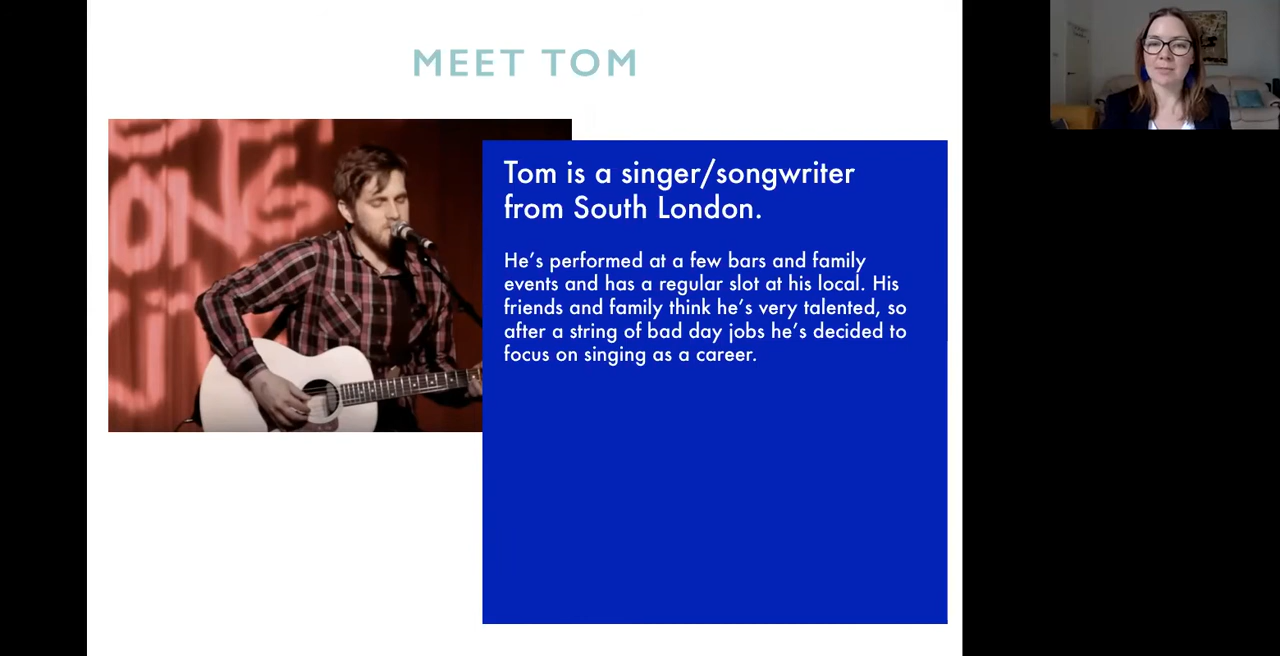 MEET TOM
Tom is a singer/songwriter
from South London.
He’s performed at a few bars and family
events and has a regular slot at his local. His
friends and family think he’s very talented, so
after a string of bad day jobs he’s decided to
focus on singing as a career.